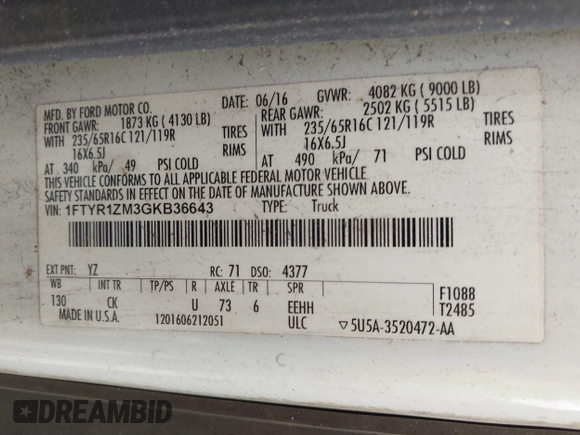 MFD. BY FORD MOTOR CO. DATE: 06/16 GVWR: 4082 KG ( 9000 LB)
FRONT GAWR: 1873 KG ( 4130 LB) REAR GAWR: 2502 KG ( 5515 LB)
WITH 235/65R16C 121/119R TIRES WITH 235/65R16C 121/119R TIRES
16X6.5J RIMS 16X6.5J RIMS
AT 340 kPa/ 49 PSI COLD AT 490 kPa/ 71 PSI COLD
THIS VEHICLE CONFORMS TO ALL APPLICABLE FEDERAL MOTOR VEHICLE
SAFETY STANDARDS IN EFFECT ON THE DATE OF MANUFACTURE SHOWN ABOVE.
VIN: 1FTYR1ZM3GKB36643 TYPE: Truck
EXT PNT: YZ RC: 71 DSO: 4377
WB INT TR TP/PS R AXLE TR SPR F1088
130 CK U 73 6 EEHH T2485
MADE IN U.S.A. 1201606212051 ULC ▽5U5A-3520472-AA
DREAMBID